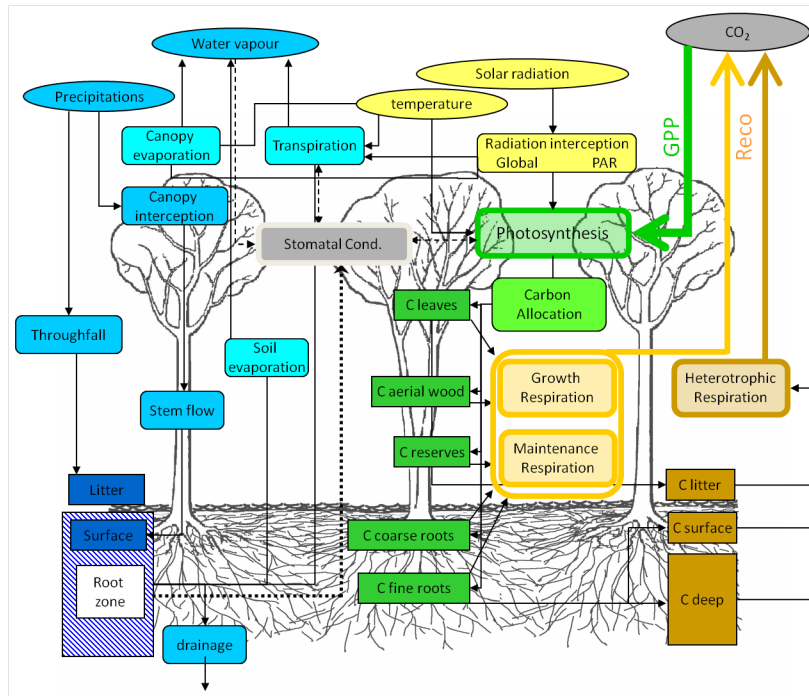 CO2
Water vapour
Solar radiation
Precipitations
temperature
GPP
Reco
Canopy
evaporation
Transpiration
Radiation interception
Global PAR
Canopy
interception
Stomatal Cond.
Photosynthesis
C leaves
Carbon
Allocation
Throughfall
Soil
evaporation
Growth
Respiration
Heterotrophic
Respiration
C aerial wood
Stem flow
C reserves
Maintenance
Respiration
Litter
C litter
Surface
C coarse roots
C surface
Root
zone
C fine roots
C deep
drainage